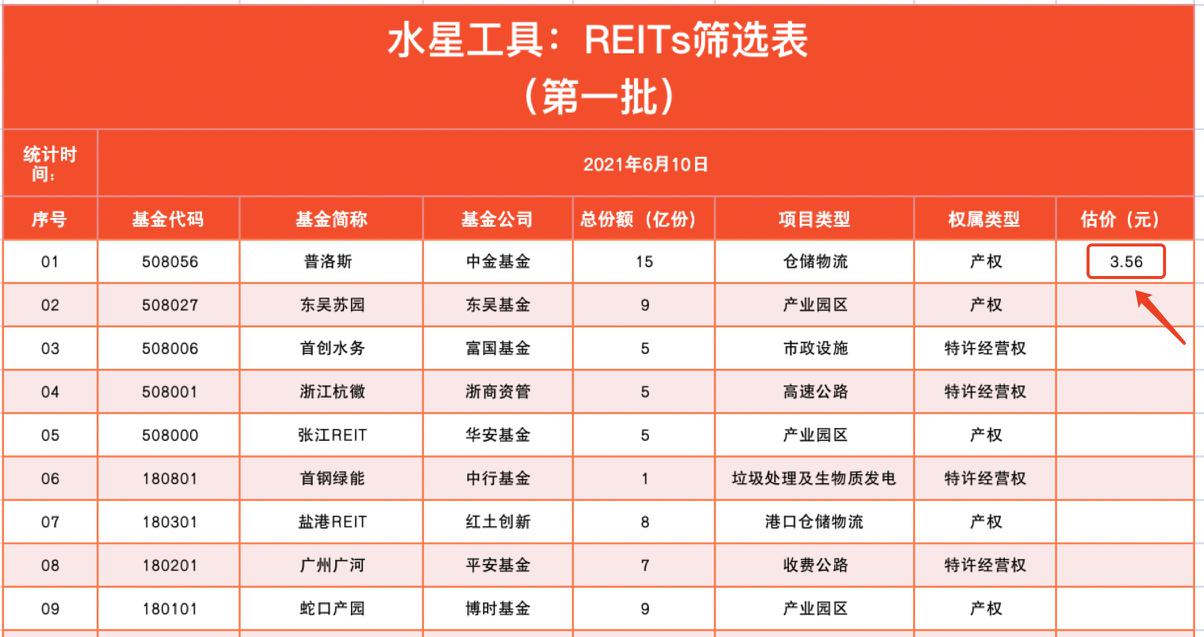 水星工具：REITs筛选表
（第一批）
统计时
间：
2021年6月10日
序号 基金代码 基金简称 基金公司 总份额（亿份） 项目类型 权属类型 估价（元）
01 508056 普洛斯 中金基金 15 仓储物流 产权 3.56
02 508027 东吴苏园 东吴基金 9 产业园区 产权
03 508006 首创水务 富国基金 5 市政设施 特许经营权
04 508001 浙江杭徽 浙商资管 5 高速公路 特许经营权
05 508000 张江REIT 华安基金 5 产业园区 产权
06 180801 首钢绿能 中行基金 1 垃圾处理及生物质发电 特许经营权
07 180301 盐港REIT 红土创新 8 港口仓储物流 产权
08 180201 广州广河 平安基金 7 收费公路 特许经营权
09 180101 蛇口产园 博时基金 9 产业园区 产权